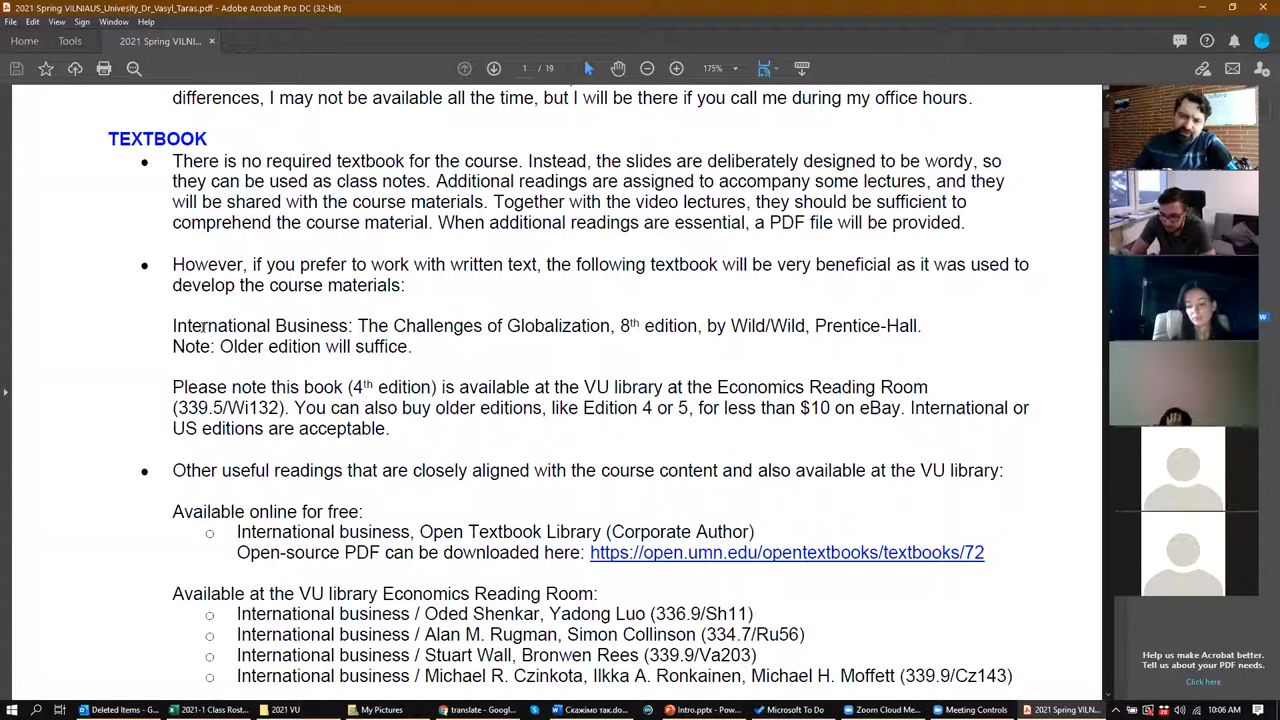 2021 Spring VILNIAUS_Univesity_Dr_Vasyl_Taras.pdf - Adobe Acrobat Pro DC (32-bit)
File Edit View Sign Window Help
Home Tools 2021 Spring VILNI... ×
1 / 19 175%
differences, I may not be available all the time, but I will be there if you call me during my office hours.
TEXTBOOK
• There is no required textbook for the course. Instead, the slides are deliberately designed to be wordy, so
they can be used as class notes. Additional readings are assigned to accompany some lectures, and they
will be shared with the course materials. Together with the video lectures, they should be sufficient to
comprehend the course material. When additional readings are essential, a PDF file will be provided.
• However, if you prefer to work with written text, the following textbook will be very beneficial as it was used to
develop the course materials:
International Business: The Challenges of Globalization, 8th edition, by Wild/Wild, Prentice-Hall.
Note: Older edition will suffice.
Please note this book (4th edition) is available at the VU library at the Economics Reading Room
(339.5/Wi132). You can also buy older editions, like Edition 4 or 5, for less than $10 on eBay. International or
US editions are acceptable.
• Other useful readings that are closely aligned with the course content and also available at the VU library:
Available online for free:
○ International business, Open Textbook Library (Corporate Author)
Open-source PDF can be downloaded here: https://open.umn.edu/opentextbooks/textbooks/72
Available at the VU library Economics Reading Room:
○ International business / Oded Shenkar, Yadong Luo (336.9/Sh11)
○ International business / Alan M. Rugman, Simon Collinson (334.7/Ru56)
○ International business / Stuart Wall, Bronwen Rees (339.9/Va203)
○ International business / Michael R. Czinkota, Ilkka A. Ronkainen, Michael H. Moffett (339.9/Cz143)
Help us make Acrobat better.
Tell us about your PDF needs.
Click here
Deleted Items - G... 2021-1 Class Rost... 2021 VU My Pictures translate - Googl... Скажімо так.do... Intro.pptx - Powe... Microsoft To Do Zoom Cloud Mee... Meeting Controls 2021 Spring VILN... 10:06 AM